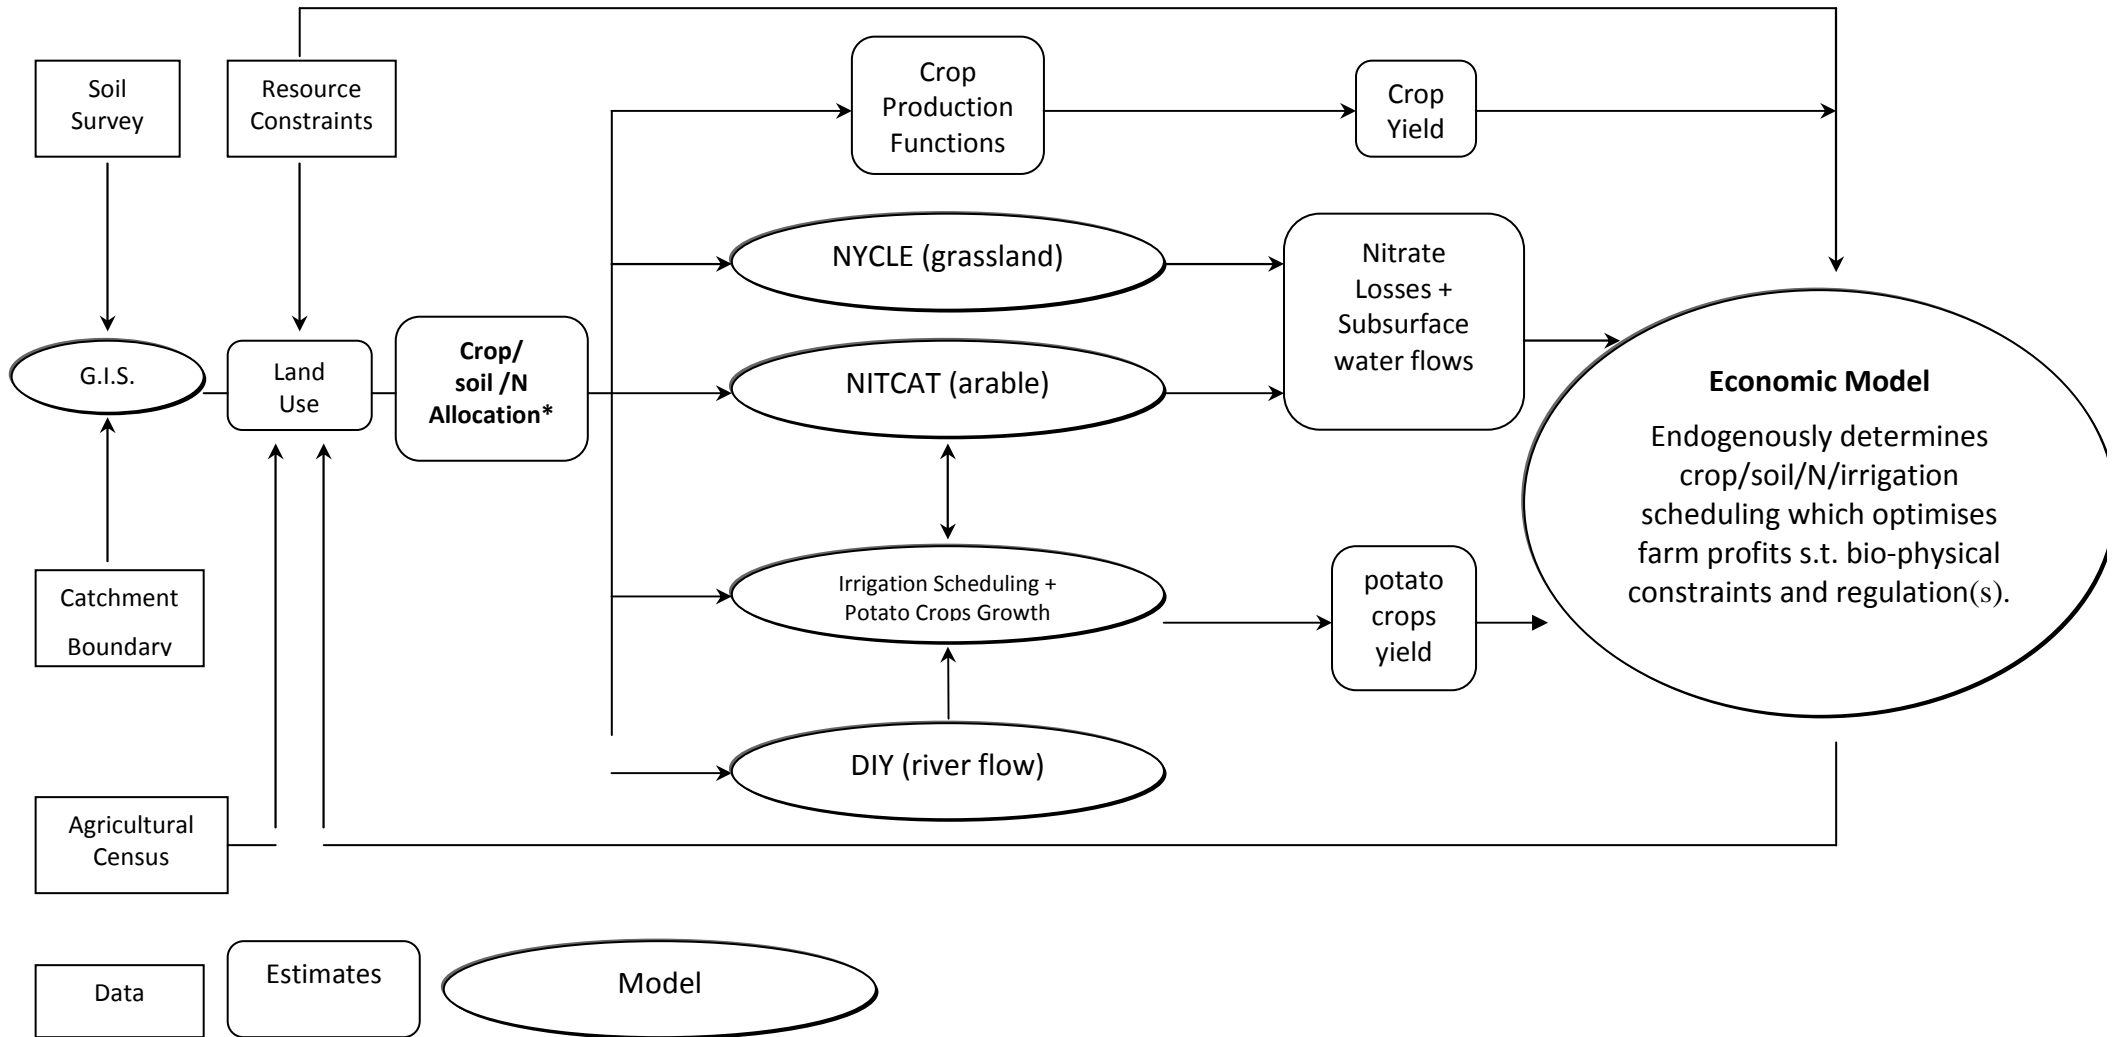 Soil
Survey
Resource
Constraints
Crop
Production
Functions
Crop
Yield
NYCLE (grassland)
Nitrate
Losses +
Subsurface
water flows
G.I.S.
Land
Use
Crop/
soil /N
Allocation*
NITCAT (arable)
Economic Model
Endogenously determines
crop/soil/N/irrigation
scheduling which optimises
farm profits s.t. bio-physical
constraints and regulation(s).
Catchment
Boundary
Irrigation Scheduling +
Potato Crops Growth
potato
crops
yield
DIY (river flow)
Agricultural
Census
Data
Estimates
Model